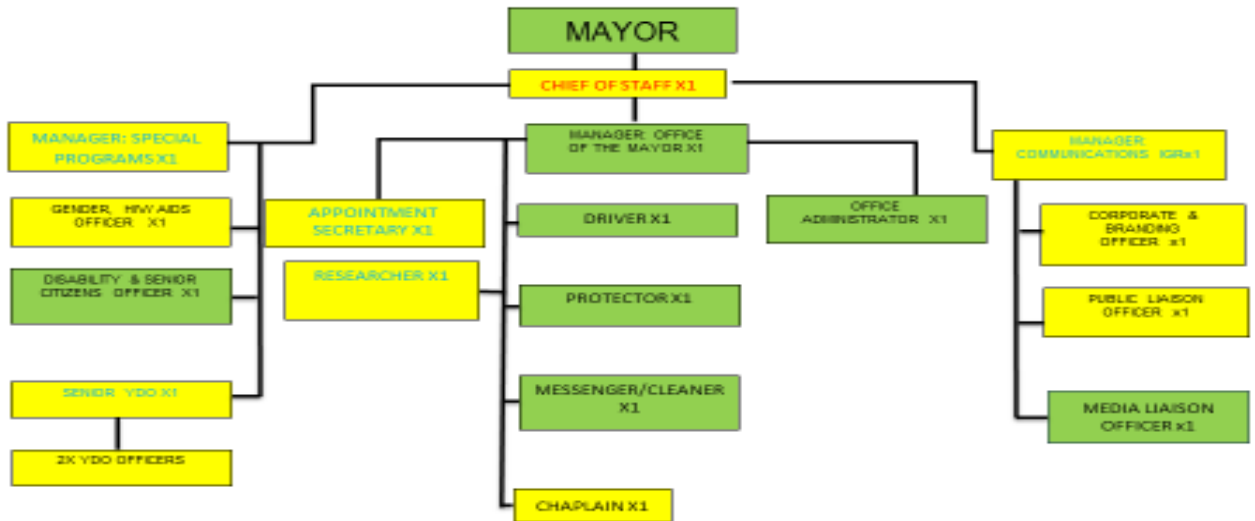 MAYOR
CHIEF OF STAFF X1
MANAGER: SPECIAL
PROGRAMS X1
MANAGER: OFFICE
OF THE MAYOR X1
MANAGER:
COMMUNICATIONS IGRx1
GENDER, HIV/ AIDS
OFFICER X1
APPOINTMENT
SECRETARY X1
DRIVER X1
OFFICE
ADMINISTRATOR X1
CORPORATE &
BRANDING
OFFICER x1
DISABILITY & SENIOR
CITIZENS OFFICER X1
RESEARCHER X1
PROTECTOR X1
PUBLIC LIAISON
OFFICER x1
SENIOR YDO X1
MESSENGER/CLEANER
X1
MEDIA LIAISON
OFFICER x1
2X YDO OFFICERS
CHAPLAIN X1